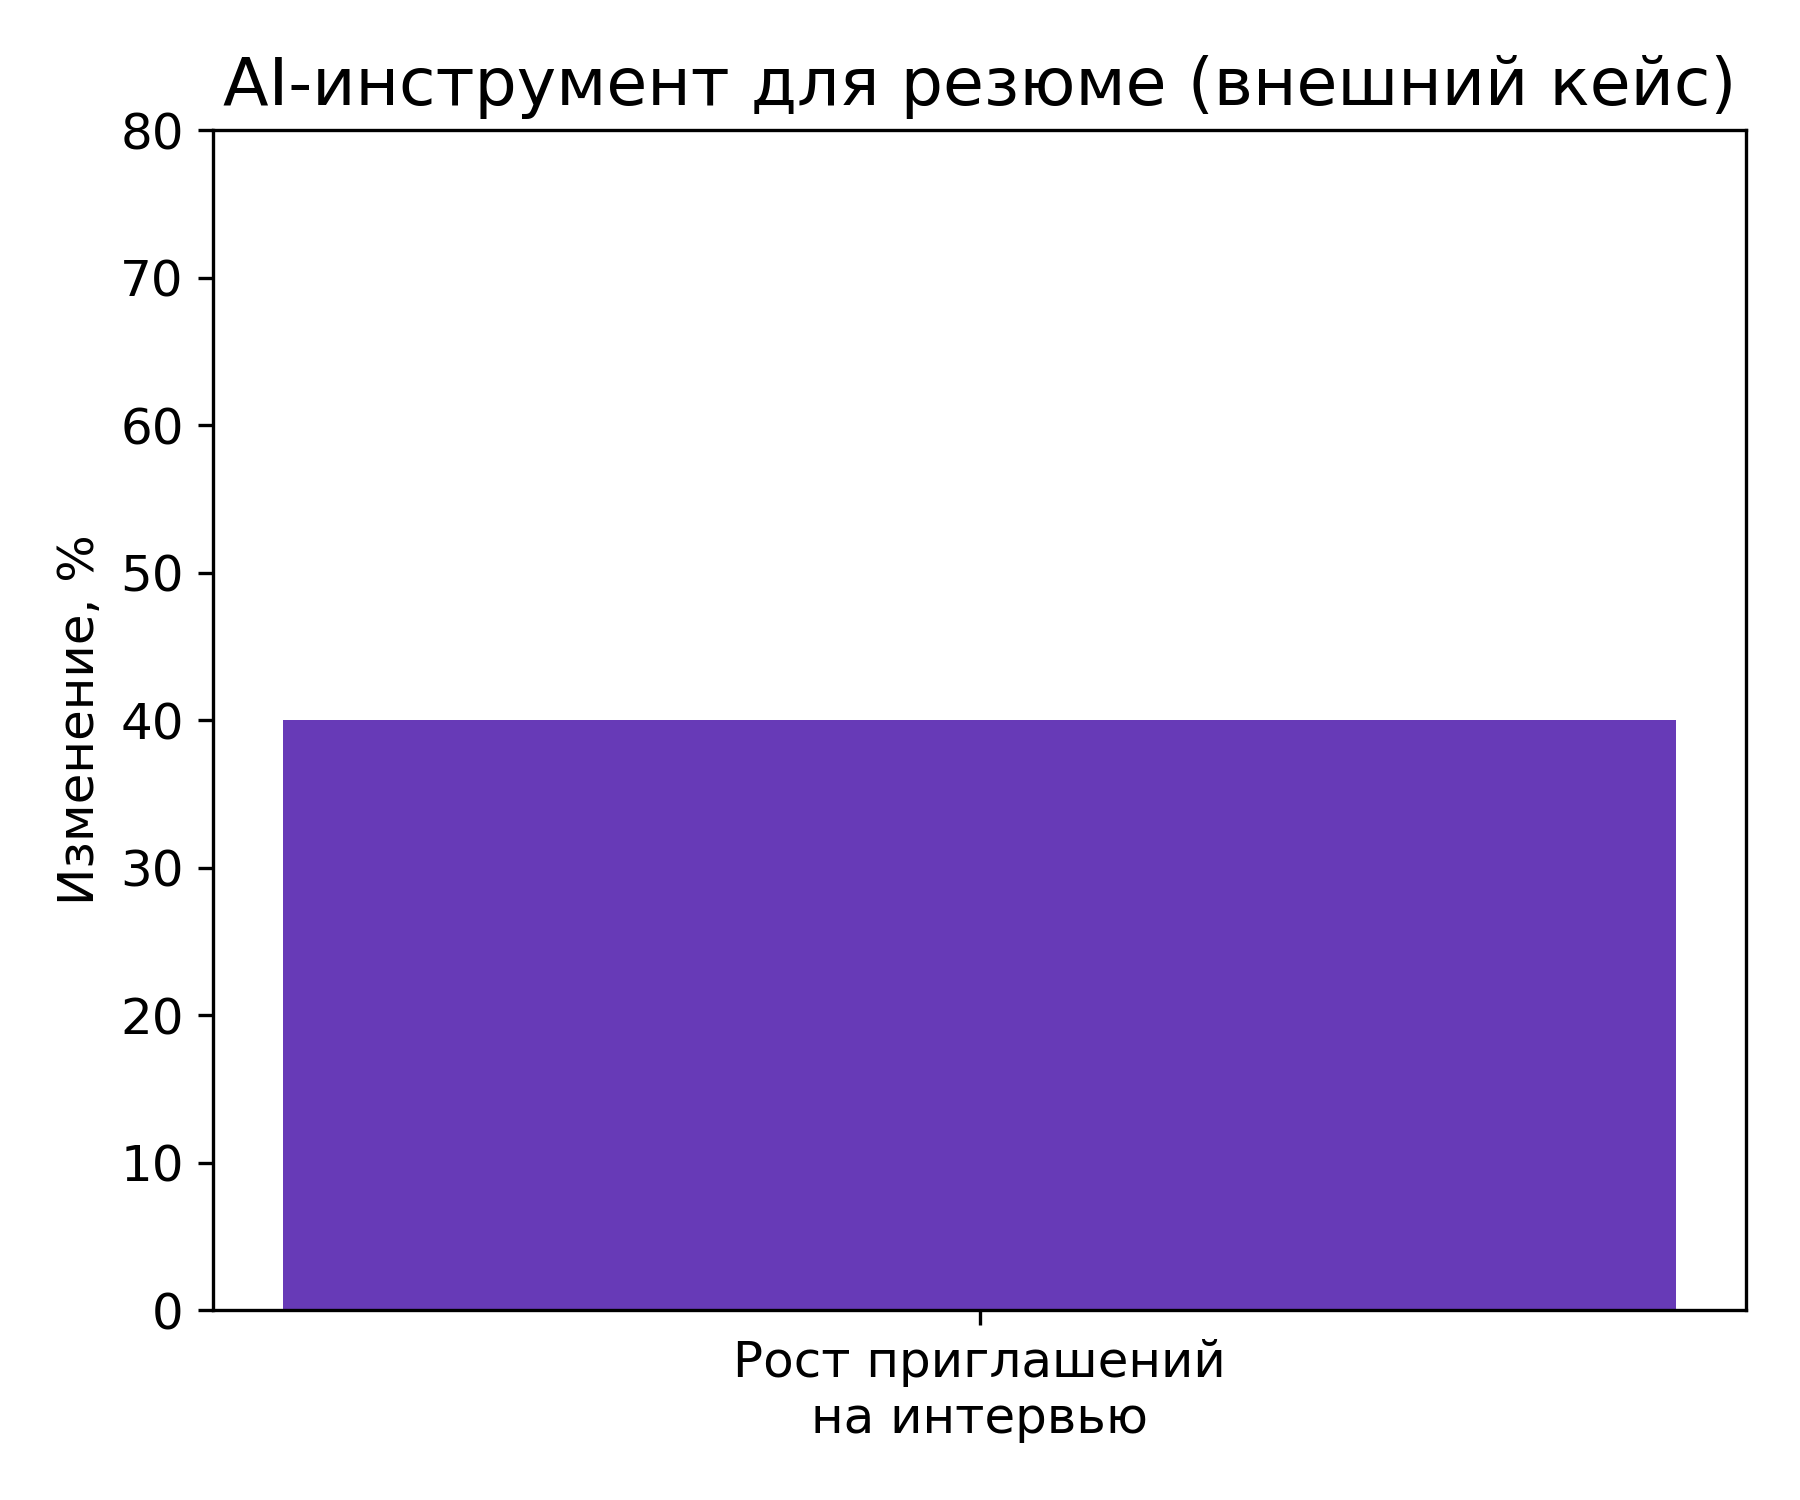 AI-инструмент для резюме (внешний кейс)
80
70
60
50
40
30
20
10
0
Изменение, %
Рост приглашений
на интервью